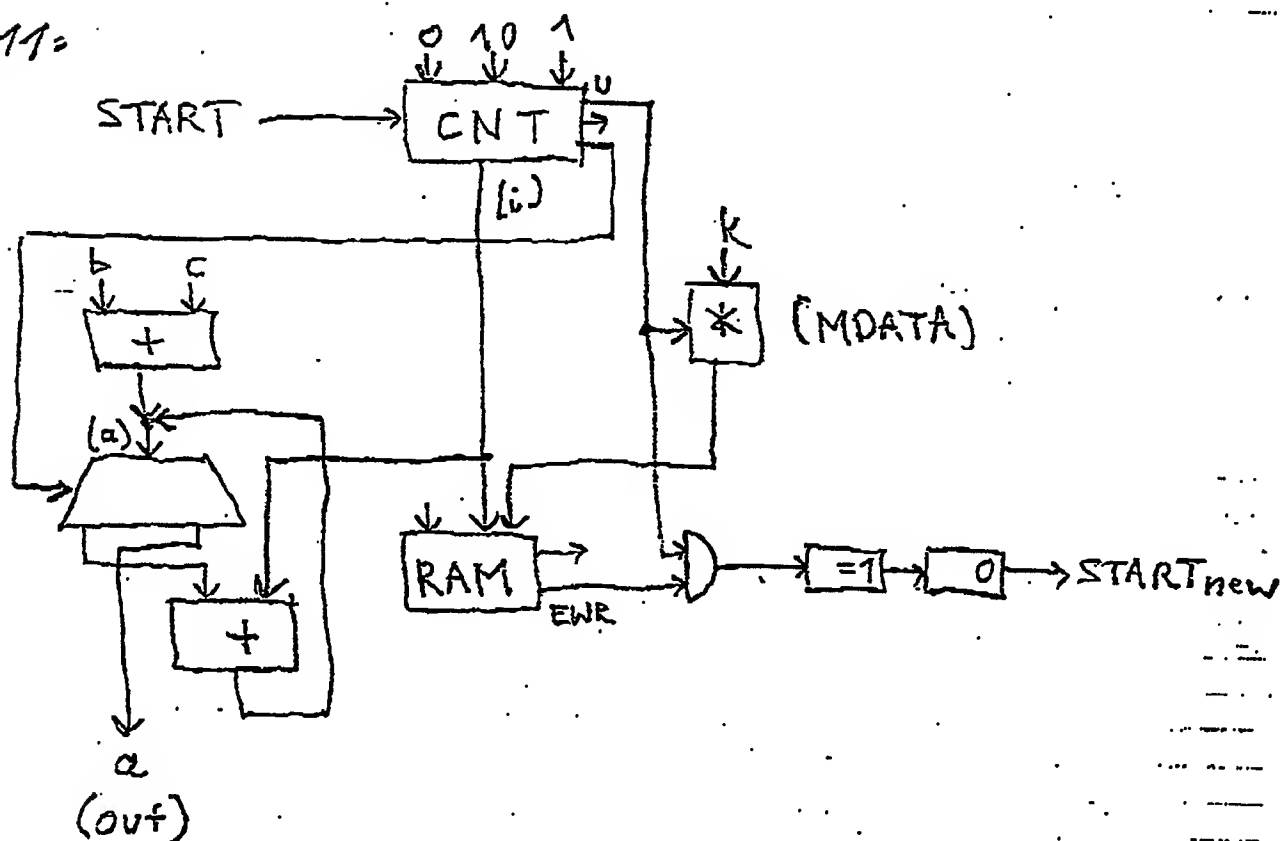 11:
0 10 1
U
START
CNT
[i]
b c
K
+
* (MDATA)
(a)
RAM
EWR
=1
0
STARTnew
+
a
(out)